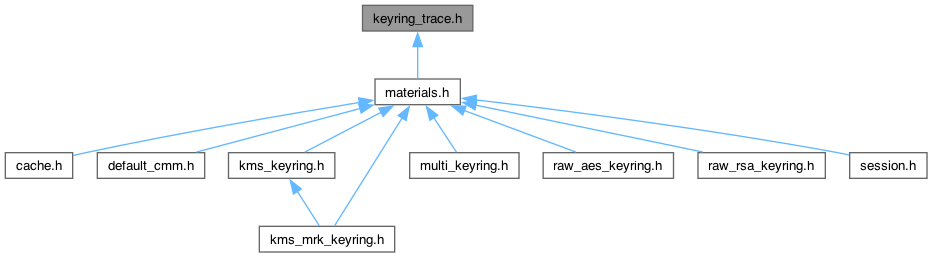 keyring_trace.h
materials.h
cache.h
default_cmm.h
kms_keyring.h
multi_keyring.h
raw_aes_keyring.h
raw_rsa_keyring.h
session.h
kms_mrk_keyring.h